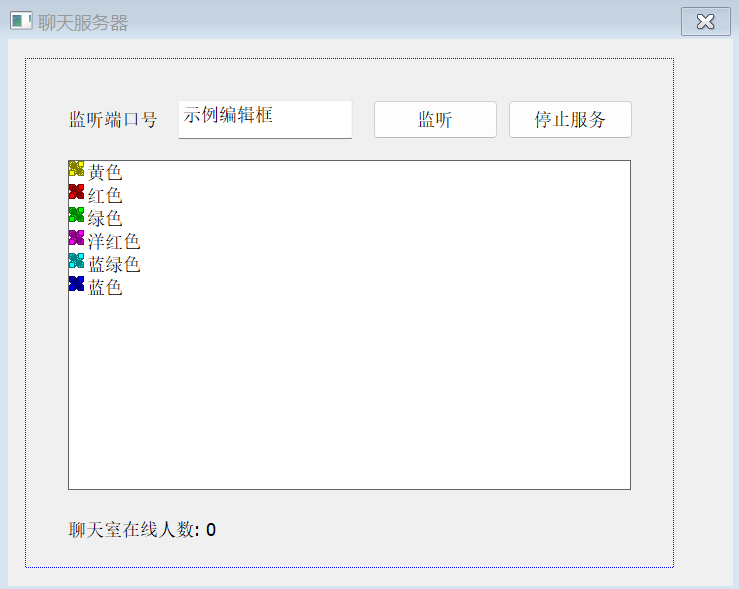 聊天服务器
监听端口号 示例编辑框 监听 停止服务
黄色
红色
绿色
洋红色
蓝绿色
蓝色
聊天室在线人数: 0